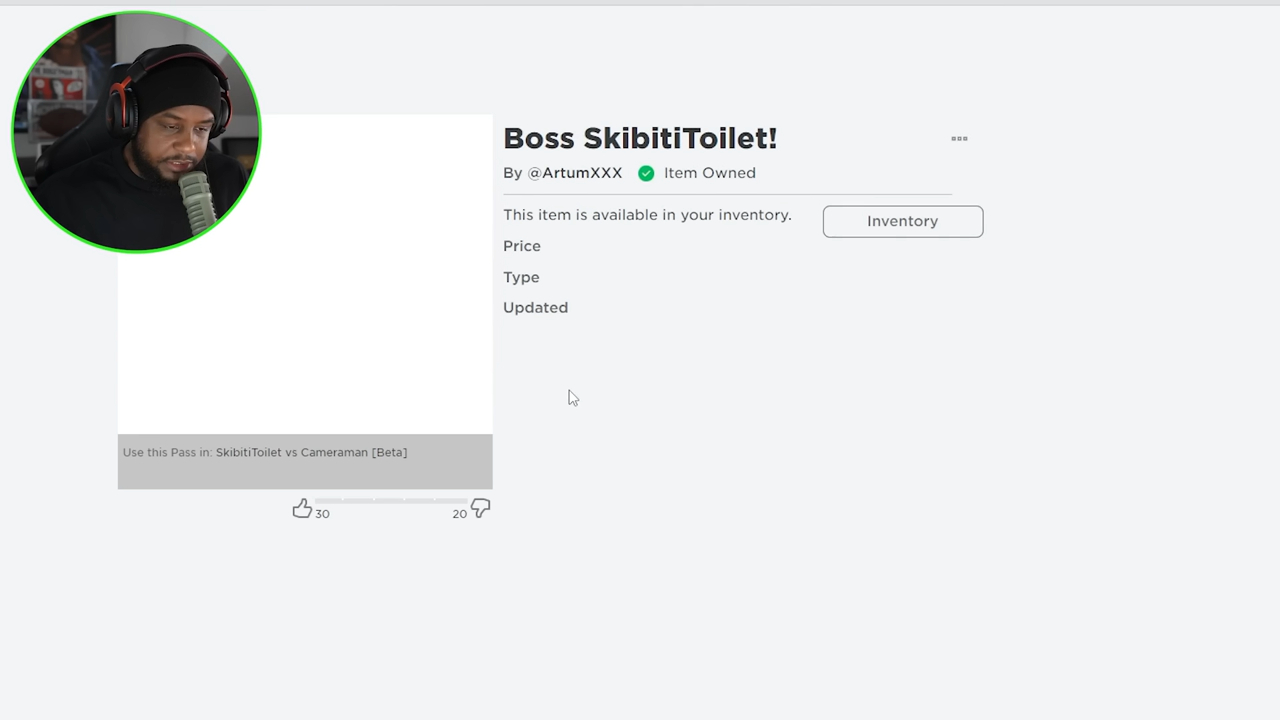 Boss SkibitiToilet!
By @ArtumXXX Item Owned
This item is available in your inventory.
Inventory
Price
Type
Updated
Use this Pass in: SkibitiToilet vs Cameraman [Beta]
30
20